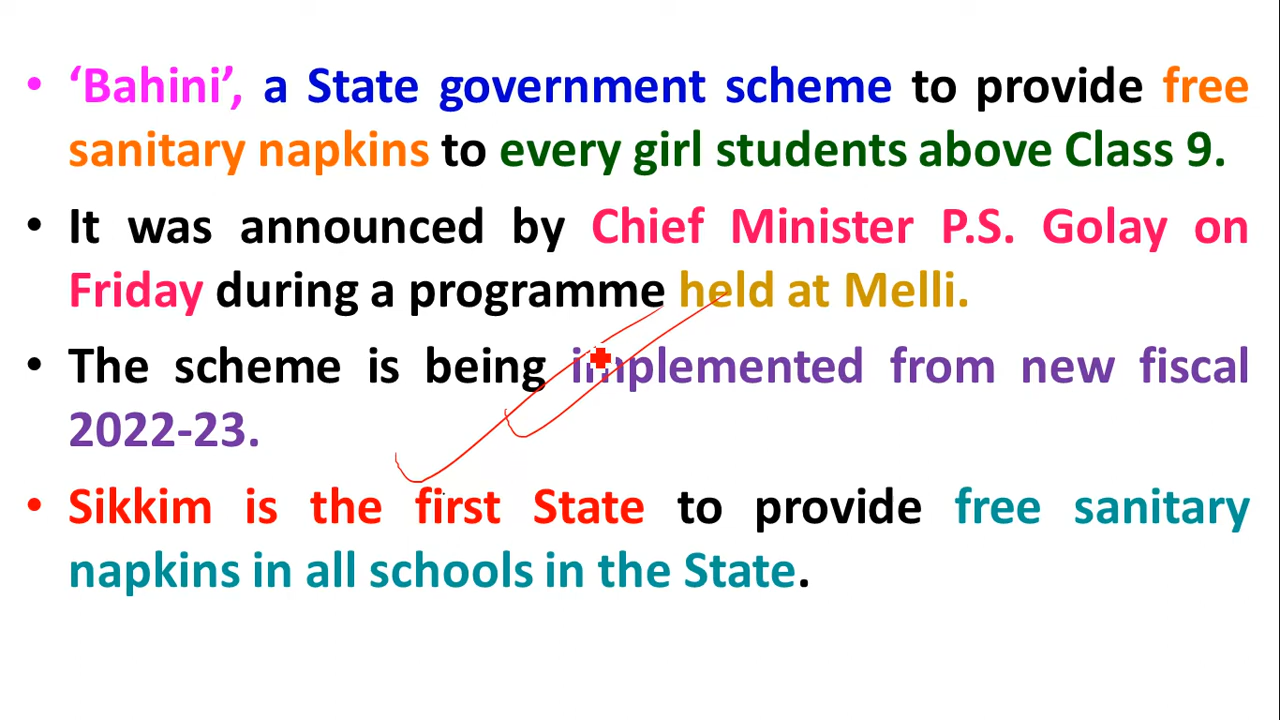 • ‘Bahini’, a State government scheme to provide free
sanitary napkins to every girl students above Class 9.
• It was announced by Chief Minister P.S. Golay on
Friday during a programme held at Melli.
• The scheme is being implemented from new fiscal
2022-23.
• Sikkim is the first State to provide free sanitary
napkins in all schools in the State.